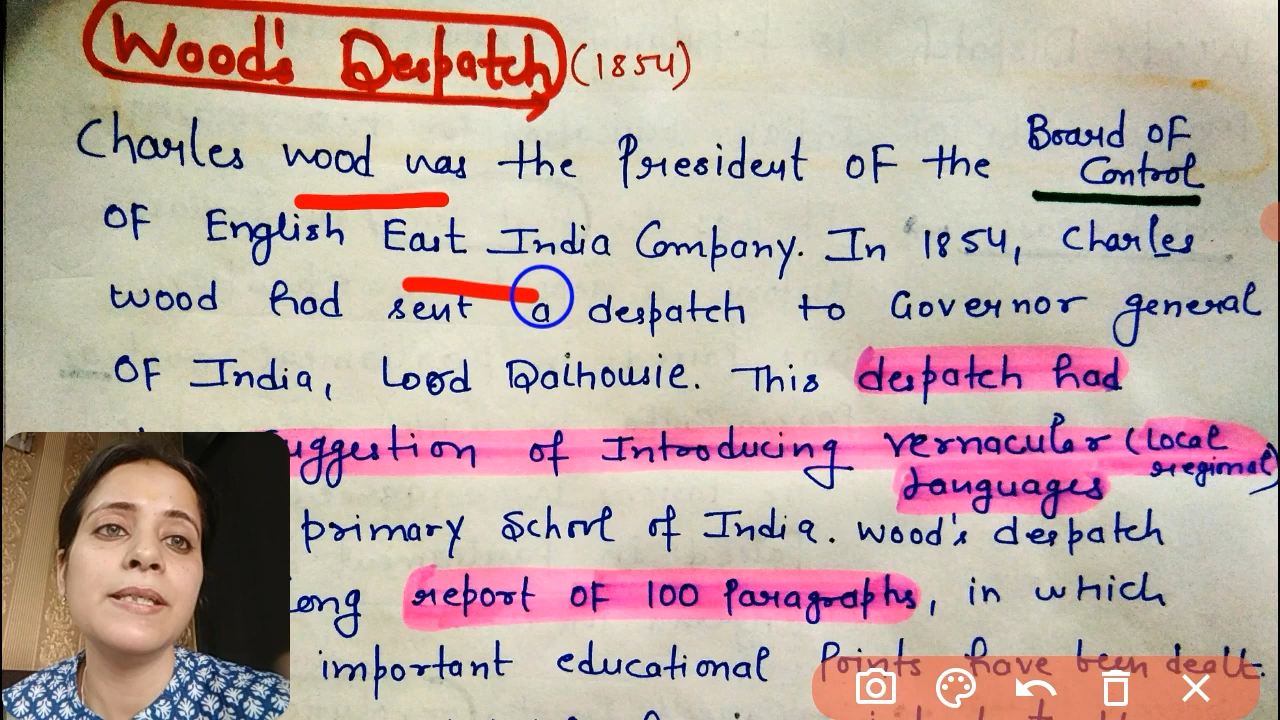 Wood's Despatch (1854)
Charles wood was the President of the Board of Control
of English East India Company. In 1854, Charles
wood had sent a despatch to Governor general
of India, Lord Dalhousie. This despatch had
suggestion of Introducing vernacular (local regional)
languages
primary School of India. wood's despatch
long report of 100 Paragraphs, in which
important educational Points have been dealt.